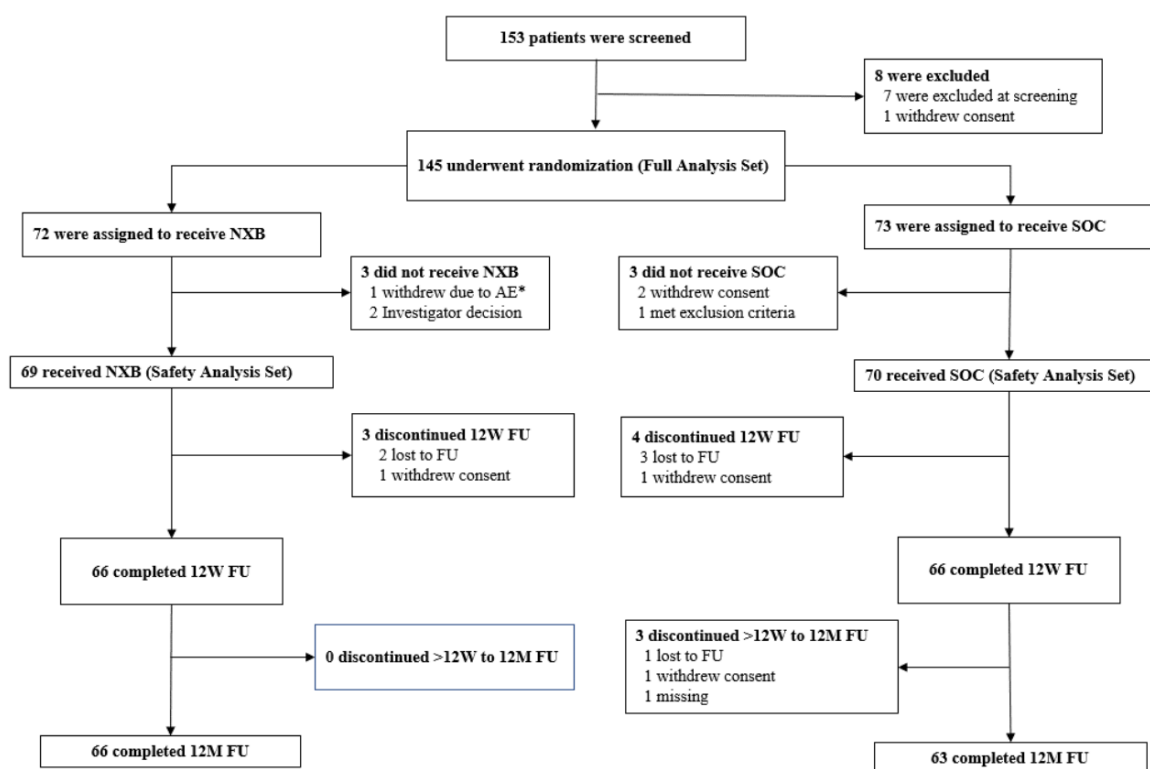 153 patients were screened
8 were excluded
7 were excluded at screening
1 withdrew consent
145 underwent randomization (Full Analysis Set)
72 were assigned to receive NXB
73 were assigned to receive SOC
3 did not receive NXB
1 withdrew due to AE*
2 Investigator decision
3 did not receive SOC
2 withdrew consent
1 met exclusion criteria
69 received NXB (Safety Analysis Set)
70 received SOC (Safety Analysis Set)
3 discontinued 12W FU
2 lost to FU
1 withdrew consent
4 discontinued 12W FU
3 lost to FU
1 withdrew consent
66 completed 12W FU
66 completed 12W FU
0 discontinued >12W to 12M FU
3 discontinued >12W to 12M FU
1 lost to FU
1 withdrew consent
1 missing
66 completed 12M FU
63 completed 12M FU